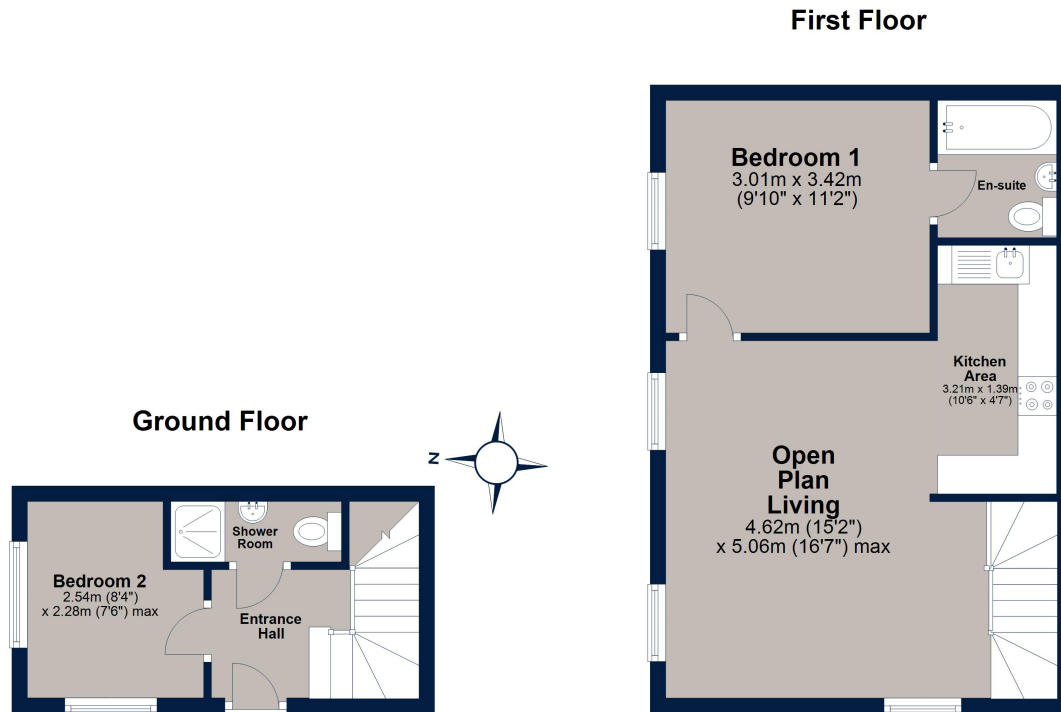 First Floor
Bedroom 1
3.01m x 3.42m
(9'10" x 11'2")
En-suite
Kitchen
Area
3.21m x 1.39m
(10'6" x 4'7")
Open
Plan
Living
4.62m (15'2")
x 5.06m (16'7") max
Ground Floor
N
Shower
Room
Bedroom 2
2.54m (8'4")
x 2.28m (7'6") max
Entrance
Hall